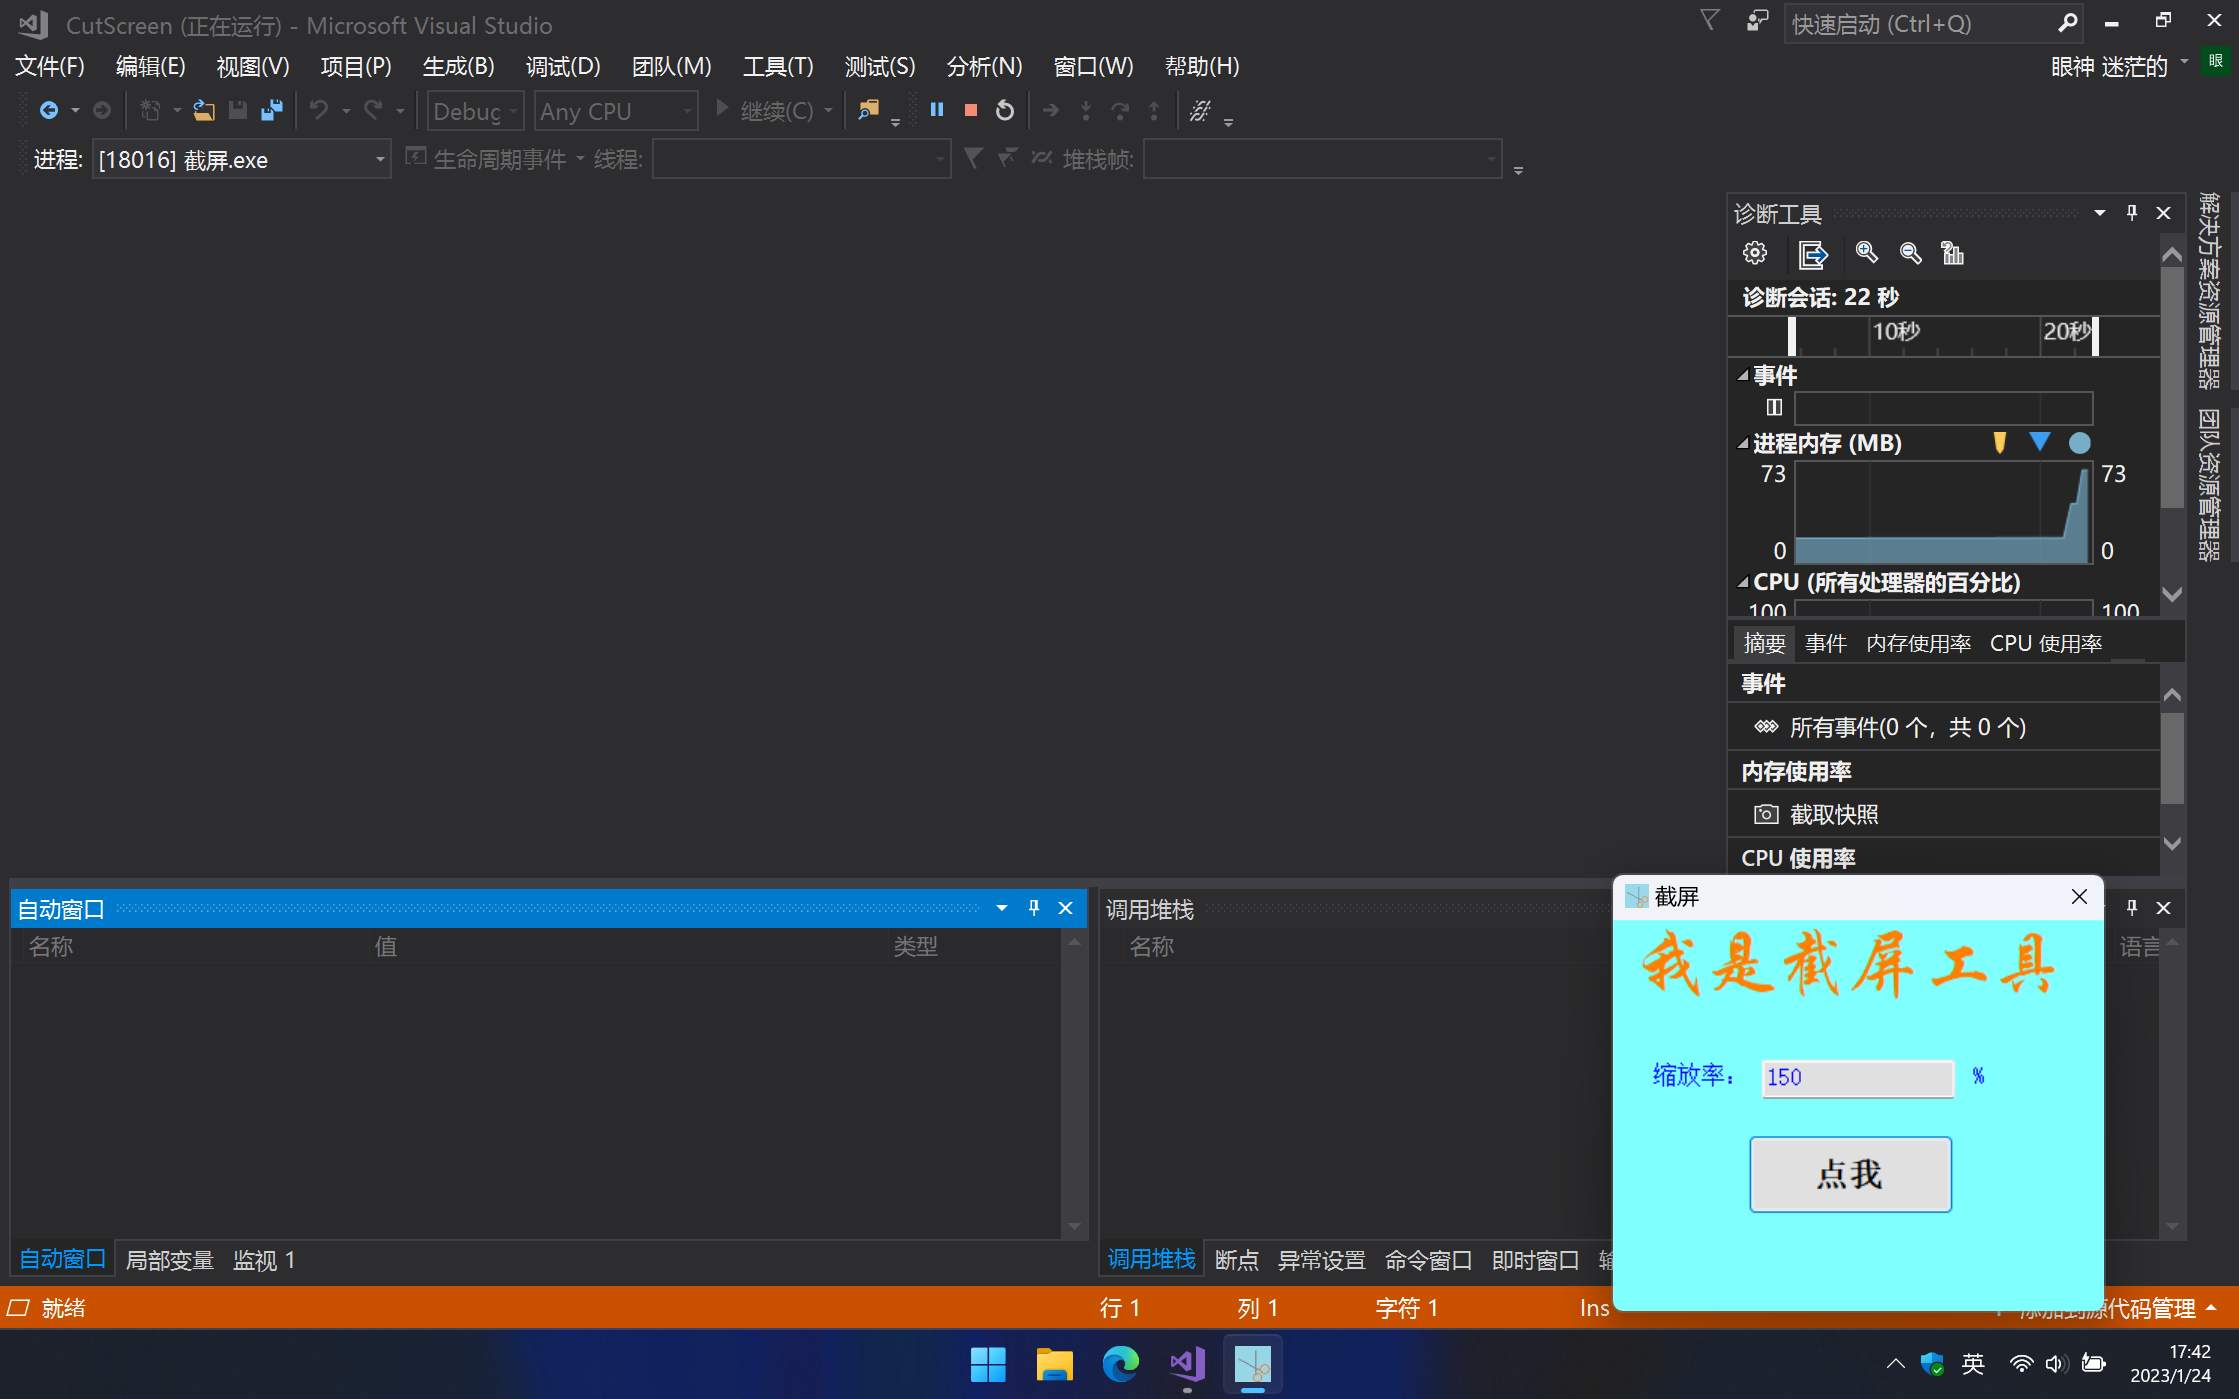 CutScreen (正在运行) - Microsoft Visual Studio
快速启动 (Ctrl+Q)
文件(F) 编辑(E) 视图(V) 项目(P) 生成(B) 调试(D) 团队(M) 工具(T) 测试(S) 分析(N) 窗口(W) 帮助(H)
眼神 迷茫的
眼
Debug Any CPU 继续(C)
进程: [18016] 截屏.exe 生命周期事件 线程: 堆栈帧:
诊断工具
诊断会话: 22 秒
10秒 20秒
事件
进程内存 (MB)
73 73
0 0
CPU (所有处理器的百分比)
100 100
摘要 事件 内存使用率 CPU 使用率
事件
所有事件(0 个，共 0 个)
内存使用率
截取快照
CPU 使用率
解决方案资源管理器
团队资源管理器
自动窗口
名称 值 类型
自动窗口 局部变量 监视 1
调用堆栈
名称 语言
调用堆栈 断点 异常设置 命令窗口 即时窗口
截屏
我是截屏工具
缩放率： 150 %
点我
就绪 行 1 列 1 字符 1 Ins 添加到源代码管理
英
17:42
2023/1/24